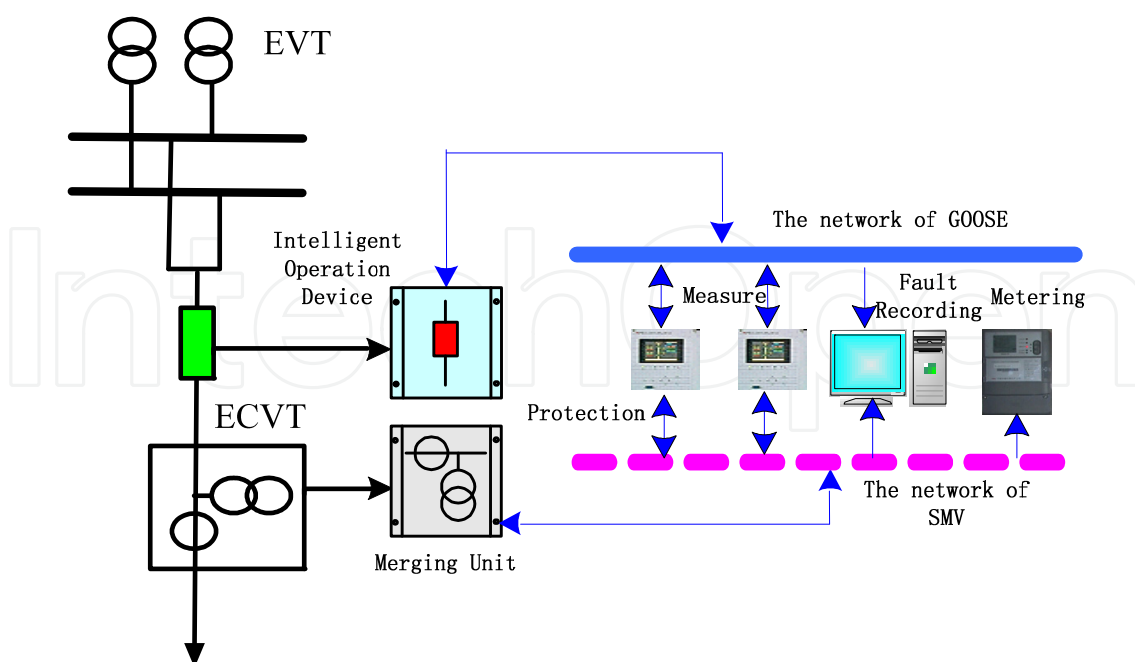 EVT
The network of GOOSE
Intelligent
Operation
Device
Measure
Fault
Recording
Metering
Protection
ECVT
The network of
SMV
Merging Unit
IntechOpen